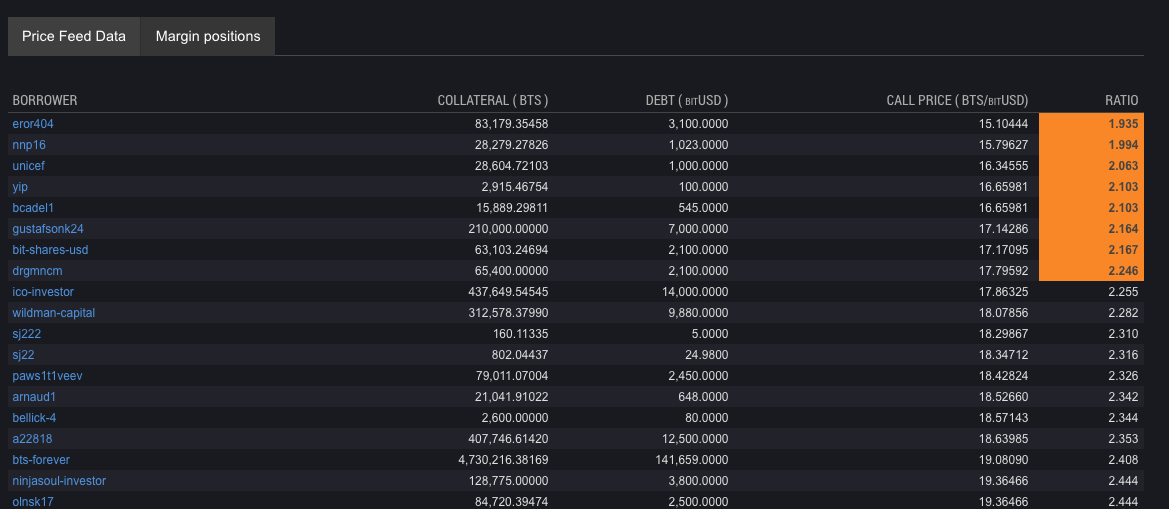 Price Feed Data Margin positions
BORROWER COLLATERAL ( BTS ) DEBT ( BITUSD ) CALL PRICE ( BTS/BITUSD) RATIO
eror404 83,179.35458 3,100.0000 15.10444 1.935
nnp16 28,279.27826 1,023.0000 15.79627 1.994
unicef 28,604.72103 1,000.0000 16.34555 2.063
yip 2,915.46754 100.0000 16.65981 2.103
bcadel1 15,889.29811 545.0000 16.65981 2.103
gustafsonk24 210,000.00000 7,000.0000 17.14286 2.164
bit-shares-usd 63,103.24694 2,100.0000 17.17095 2.167
drgmncm 65,400.00000 2,100.0000 17.79592 2.246
ico-investor 437,649.54545 14,000.0000 17.86325 2.255
wildman-capital 312,578.37990 9,880.0000 18.07856 2.282
sj222 160.11335 5.0000 18.29867 2.310
sj22 802.04437 24.9800 18.34712 2.316
paws1t1veev 79,011.07004 2,450.0000 18.42824 2.326
arnaud1 21,041.91022 648.0000 18.52660 2.342
bellick-4 2,600.00000 80.0000 18.57143 2.344
a22818 407,746.61420 12,500.0000 18.63985 2.353
bts-forever 4,730,216.38169 141,659.0000 19.08090 2.408
ninjasoul-investor 128,775.00000 3,800.0000 19.36466 2.444
olnsk17 84,720.39474 2,500.0000 19.36466 2.444